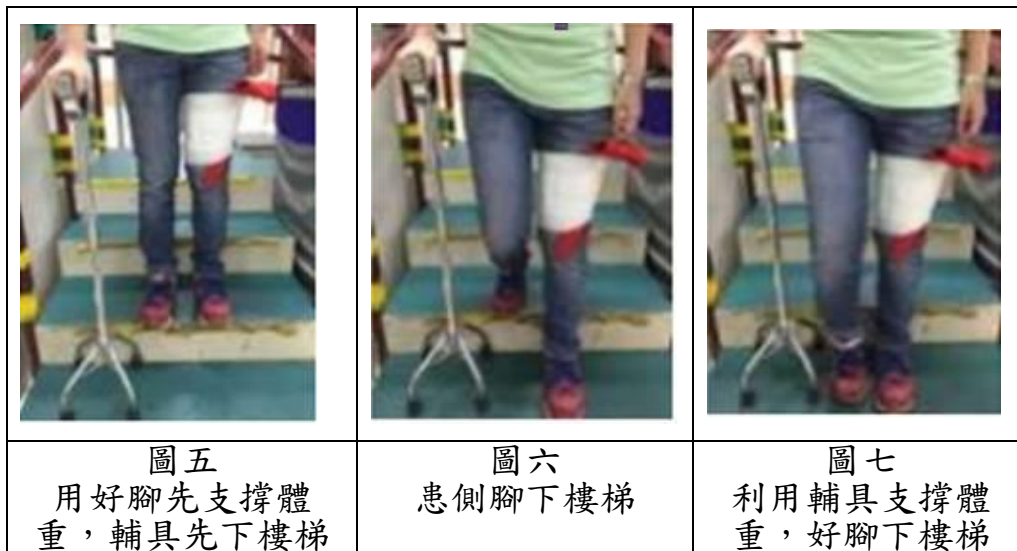 圖五
用好腳先支撐體
重，輔具先下樓梯
圖六
患側腳下樓梯
圖七
利用輔具支撐體
重，好腳下樓梯